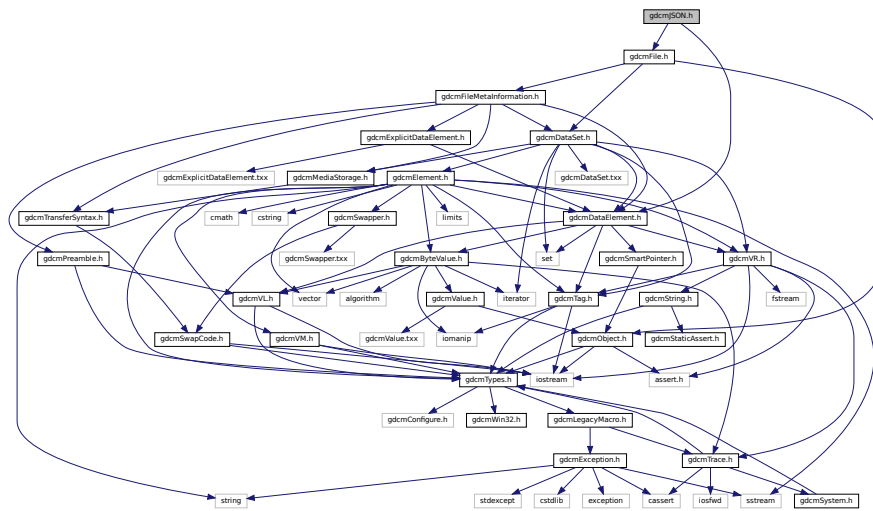 gdcmJSON.h
gdcmFile.h
gdcmFileMetaInformation.h
gdcmExplicitDataElement.h
gdcmDataSet.h
gdcmExplicitDataElement.txx
gdcmMediaStorage.h
gdcmElement.h
gdcmDataSet.txx
gdcmTransferSyntax.h
cmath
cstring
gdcmSwapper.h
limits
gdcmDataElement.h
gdcmPreamble.h
gdcmSwapper.txx
gdcmByteValue.h
set
gdcmSmartPointer.h
gdcmVR.h
gdcmVL.h
vector
algorithm
gdcmValue.h
iterator
gdcmTag.h
gdcmString.h
fstream
gdcmSwapCode.h
gdcmVM.h
gdcmValue.txx
iomanip
gdcmObject.h
gdcmStaticAssert.h
gdcmTypes.h
iostream
assert.h
gdcmConfigure.h
gdcmWin32.h
gdcmLegacyMacro.h
gdcmException.h
gdcmTrace.h
string
stdexcept
cstdlib
exception
cassert
iosfwd
sstream
gdcmSystem.h